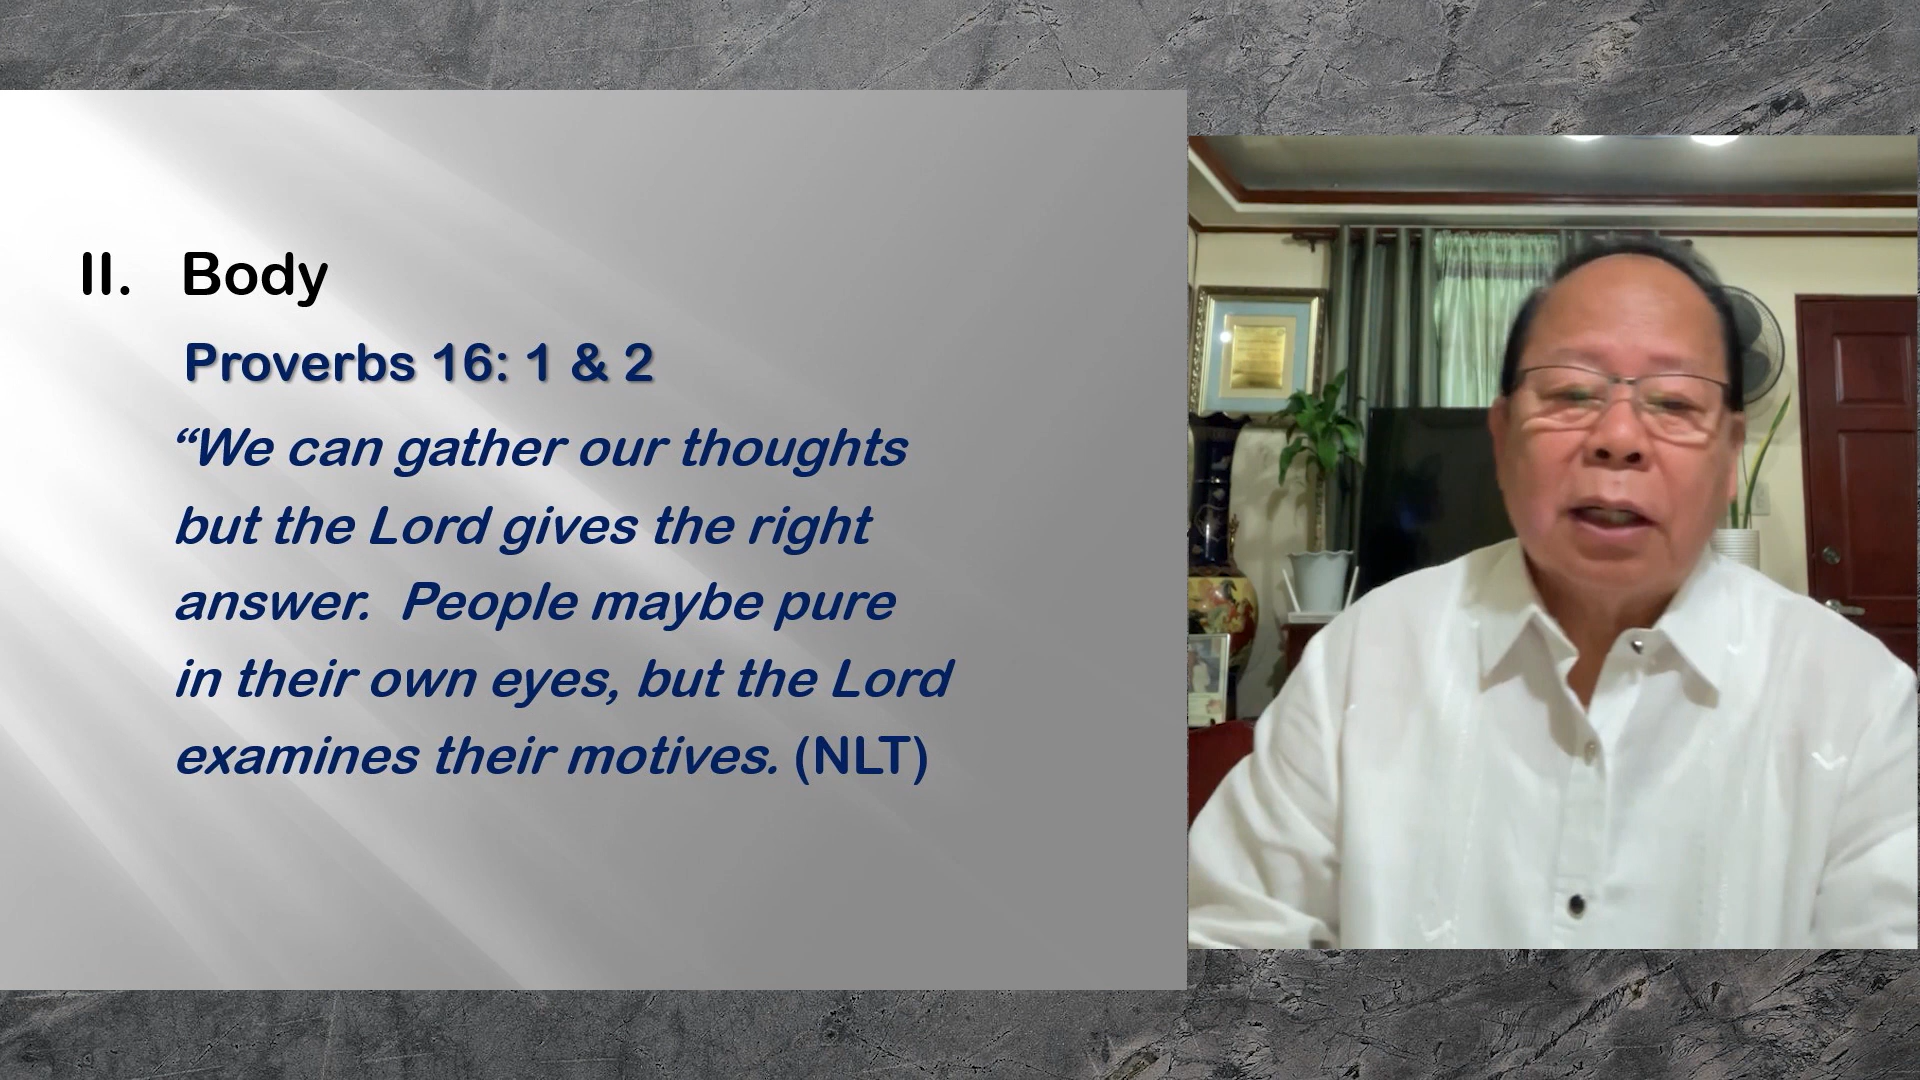 II. Body
Proverbs 16: 1 & 2
“We can gather our thoughts
but the Lord gives the right
answer. People maybe pure
in their own eyes, but the Lord
examines their motives. (NLT)